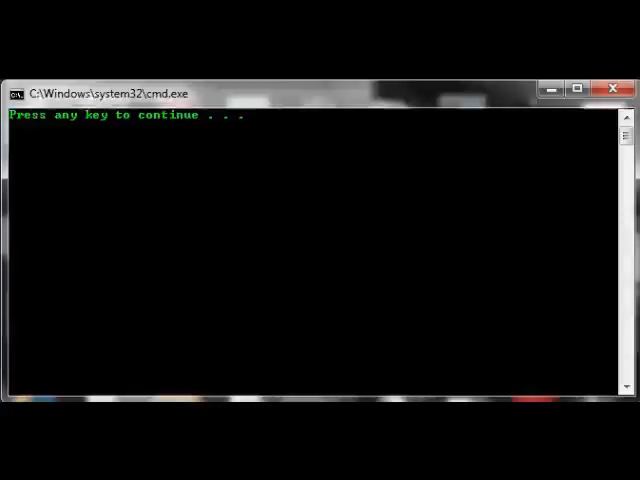 C:\Windows\system32\cmd.exe
Press any key to continue . . .